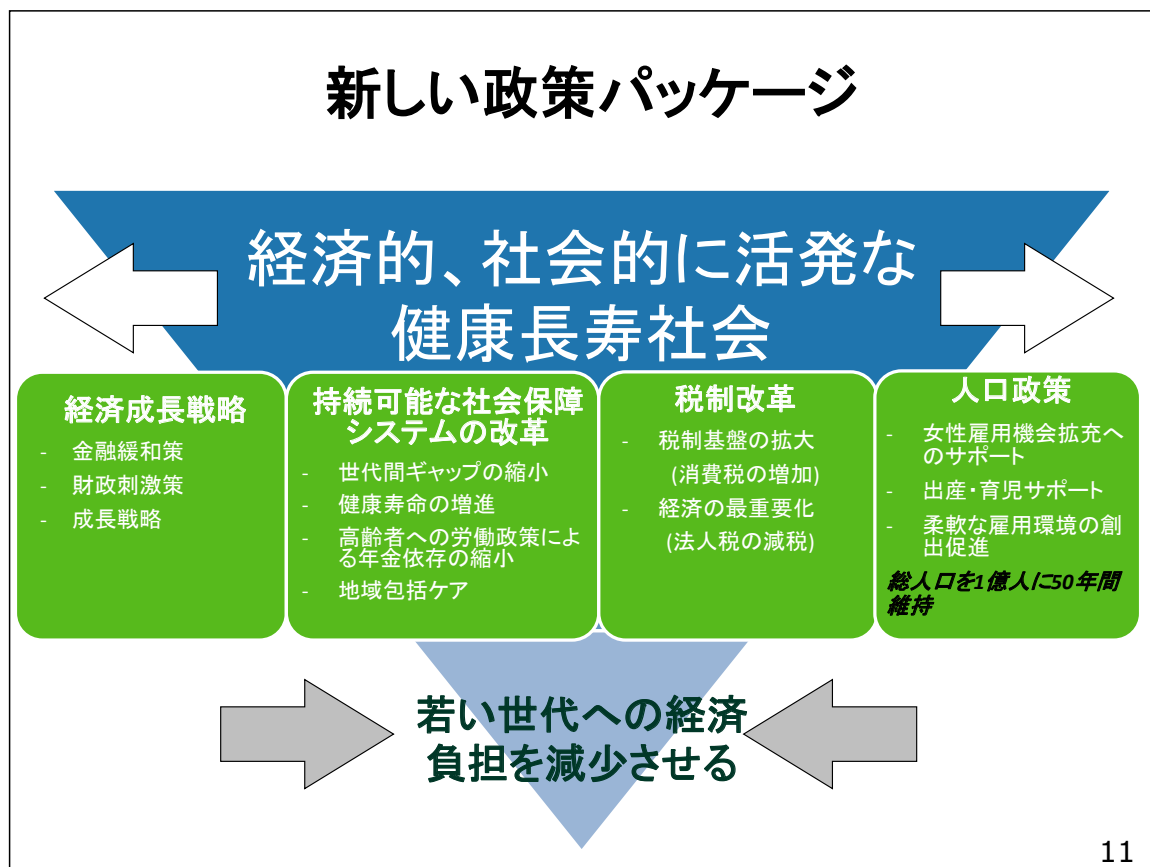 新しい政策パッケージ
経済的、社会的に活発な
健康長寿社会
経済成長戦略
- 金融緩和策
- 財政刺激策
- 成長戦略
持続可能な社会保障
システムの改革
- 世代間ギャップの縮小
- 健康寿命の増進
- 高齢者への労働政策によ
る年金依存の縮小
- 地域包括ケア
税制改革
- 税制基盤の拡大
(消費税の増加)
- 経済の最重要化
(法人税の減税)
人口政策
- 女性雇用機会拡充へ
のサポート
- 出産・育児サポート
- 柔軟な雇用環境の創
出促進
総人口を1億人に50年間
維持
若い世代への経済
負担を減少させる
11